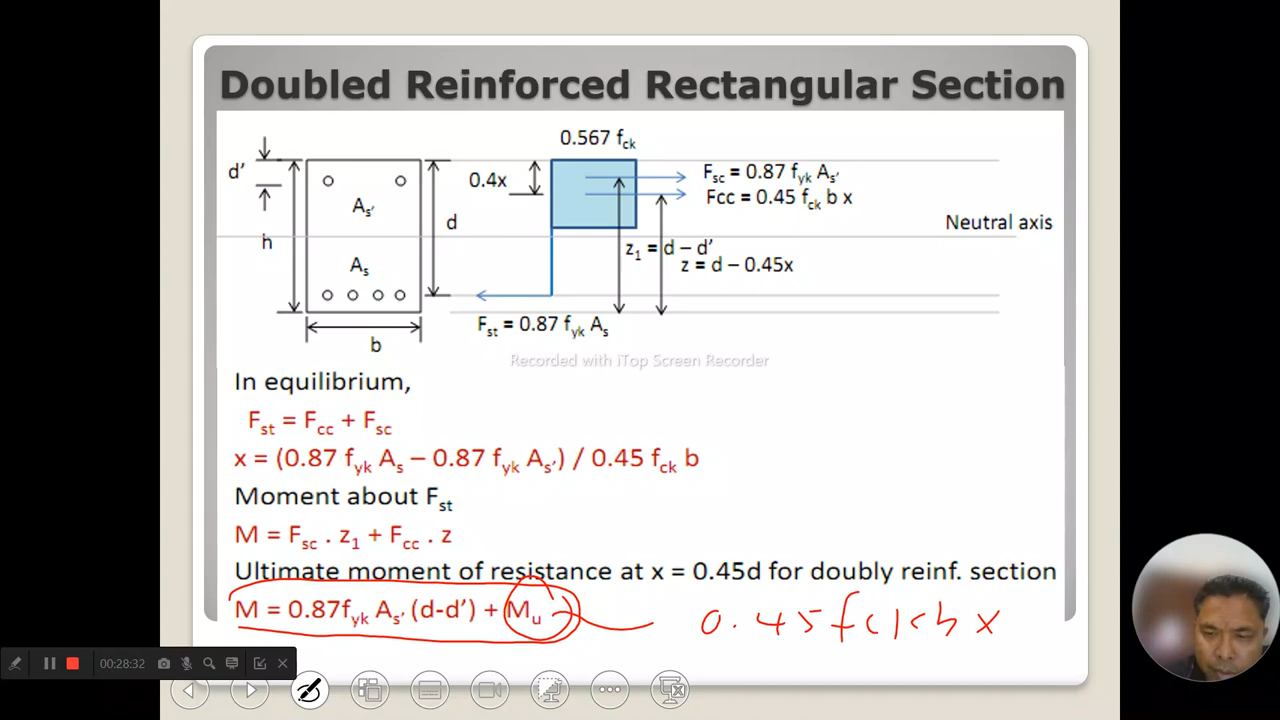 Doubled Reinforced Rectangular Section
0.567 fck
d'
0.4x
Fsc = 0.87 fyk As'
Fcc = 0.45 fck b x
As'
d
Neutral axis
h
z1 = d – d'
z = d – 0.45x
As
Fst = 0.87 fyk As
b
Recorded with iTop Screen Recorder
In equilibrium,
Fst = Fcc + Fsc
x = (0.87 fyk As – 0.87 fyk As') / 0.45 fck b
Moment about Fst
M = Fsc . z1 + Fcc . z
Ultimate moment of resistance at x = 0.45d for doubly reinf. section
M = 0.87fyk As' (d-d') + Mu
0.45 fck b x
00:28:32